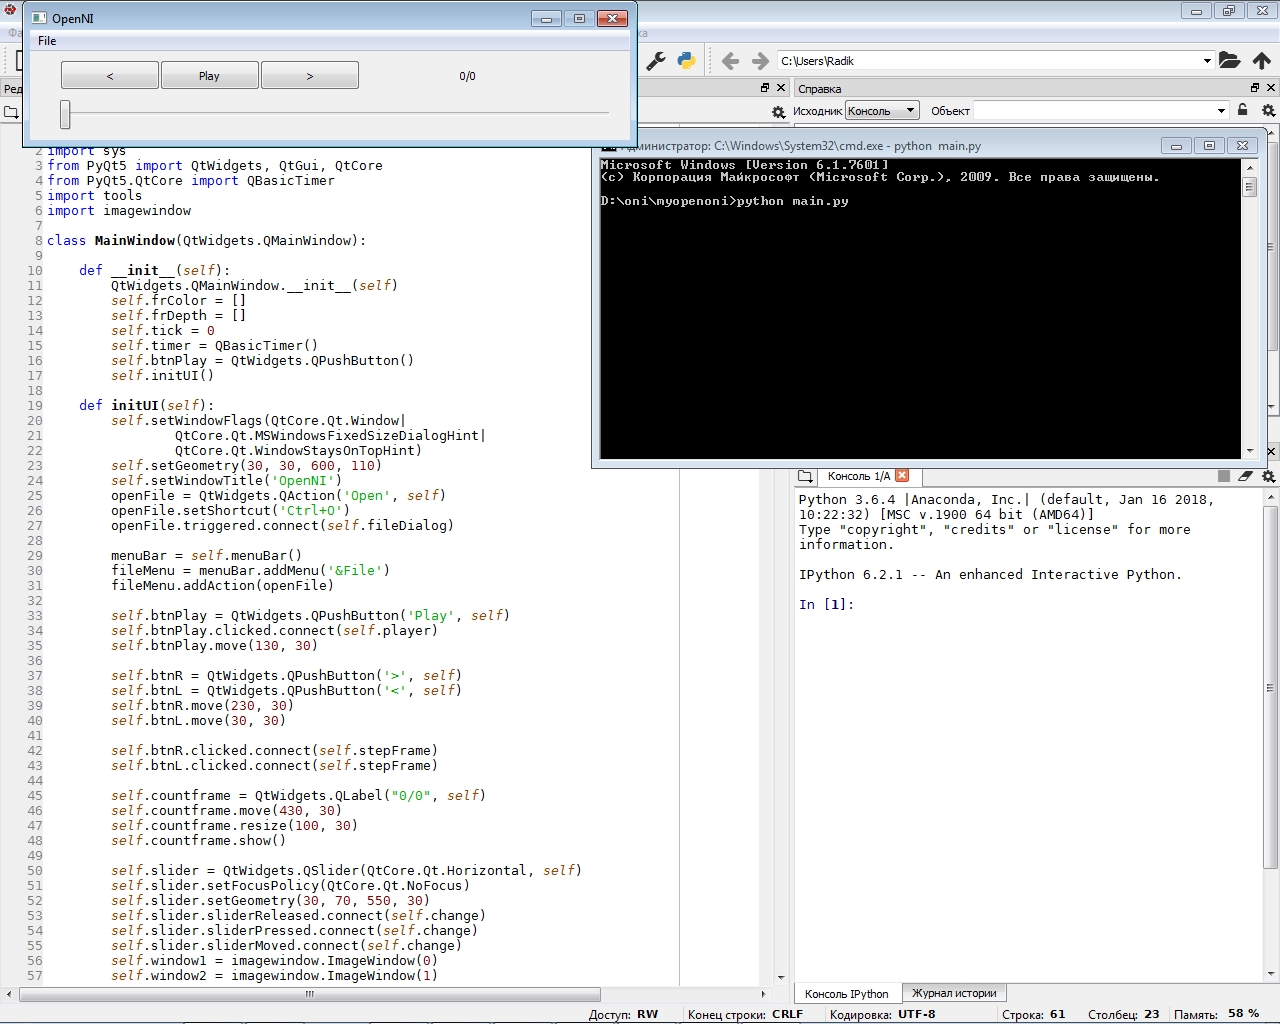 OpenNI
File
<
Play
>
0/0
C:\Users\Radik
Справка
Исходник
Консоль
Объект
Администратор: C:\Windows\System32\cmd.exe - python main.py
Microsoft Windows [Version 6.1.7601]
(c) Корпорация Майкрософт (Microsoft Corp.), 2009. Все права защищены.
D:\oni\myopenoni>python main.py
2 import sys
3 from PyQt5 import QtWidgets, QtGui, QtCore
4 from PyQt5.QtCore import QBasicTimer
5 import tools
6 import imagewindow
7
8 class MainWindow(QtWidgets.QMainWindow):
9
10 def __init__(self):
11 QtWidgets.QMainWindow.__init__(self)
12 self.frColor = []
13 self.frDepth = []
14 self.tick = 0
15 self.timer = QBasicTimer()
16 self.btnPlay = QtWidgets.QPushButton()
17 self.initUI()
18
19 def initUI(self):
20 self.setWindowFlags(QtCore.Qt.Window|
21 QtCore.Qt.MSWindowsFixedSizeDialogHint|
22 QtCore.Qt.WindowStaysOnTopHint)
23 self.setGeometry(30, 30, 600, 110)
24 self.setWindowTitle('OpenNI')
25 openFile = QtWidgets.QAction('Open', self)
26 openFile.setShortcut('Ctrl+O')
27 openFile.triggered.connect(self.fileDialog)
28
29 menuBar = self.menuBar()
30 fileMenu = menuBar.addMenu('&File')
31 fileMenu.addAction(openFile)
32
33 self.btnPlay = QtWidgets.QPushButton('Play', self)
34 self.btnPlay.clicked.connect(self.player)
35 self.btnPlay.move(130, 30)
36
37 self.btnR = QtWidgets.QPushButton('>', self)
38 self.btnL = QtWidgets.QPushButton('<', self)
39 self.btnR.move(230, 30)
40 self.btnL.move(30, 30)
41
42 self.btnR.clicked.connect(self.stepFrame)
43 self.btnL.clicked.connect(self.stepFrame)
44
45 self.countframe = QtWidgets.QLabel("0/0", self)
46 self.countframe.move(430, 30)
47 self.countframe.resize(100, 30)
48 self.countframe.show()
49
50 self.slider = QtWidgets.QSlider(QtCore.Qt.Horizontal, self)
51 self.slider.setFocusPolicy(QtCore.Qt.NoFocus)
52 self.slider.setGeometry(30, 70, 550, 30)
53 self.slider.sliderReleased.connect(self.change)
54 self.slider.sliderPressed.connect(self.change)
55 self.slider.sliderMoved.connect(self.change)
56 self.window1 = imagewindow.ImageWindow(0)
57 self.window2 = imagewindow.ImageWindow(1)
Консоль 1/A
Python 3.6.4 |Anaconda, Inc.| (default, Jan 16 2018,
10:22:32) [MSC v.1900 64 bit (AMD64)]
Type "copyright", "credits" or "license" for more
information.
IPython 6.2.1 -- An enhanced Interactive Python.
In [1]:
Консоль IPython
Журнал истории
Доступ: RW Конец строки: CRLF Кодировка: UTF-8 Строка: 61 Столбец: 23 Память: 58 %